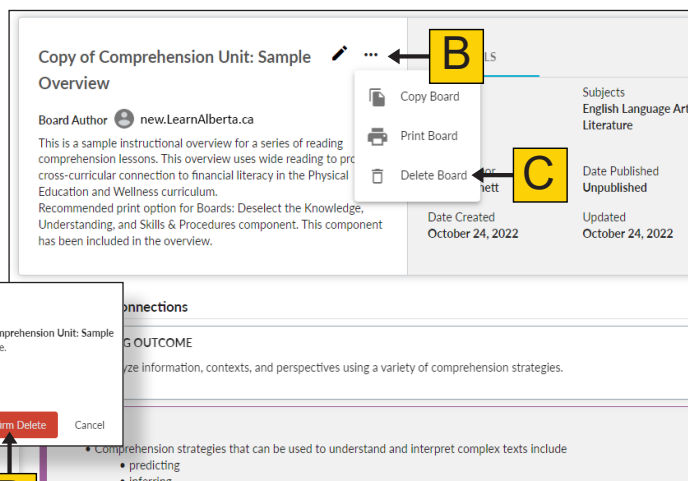 Copy of Comprehension Unit: Sample
Overview
Board Author new.LearnAlberta.ca
This is a sample instructional overview for a series of reading
comprehension lessons. This overview uses wide reading to
cross-curricular connection to financial literacy in the Physical
Education and Wellness curriculum.
Recommended print option for Boards: Deselect the Knowledge,
Understanding, and Skills & Procedures component. This component
has been included in the overview.
B
Copy Board
Print Board
Delete Board
C
LS
Subjects
English Language Art
Literature
Date Published
Unpublished
Date Created
October 24, 2022
Updated
October 24, 2022
nnections
G OUTCOME
yze information, contexts, and perspectives using a variety of comprehension strategies.
mprehension Unit: Sample
e.
irm Delete
Cancel
• Comprehension strategies that can be used to understand and interpret complex texts include
• predicting
• inferring